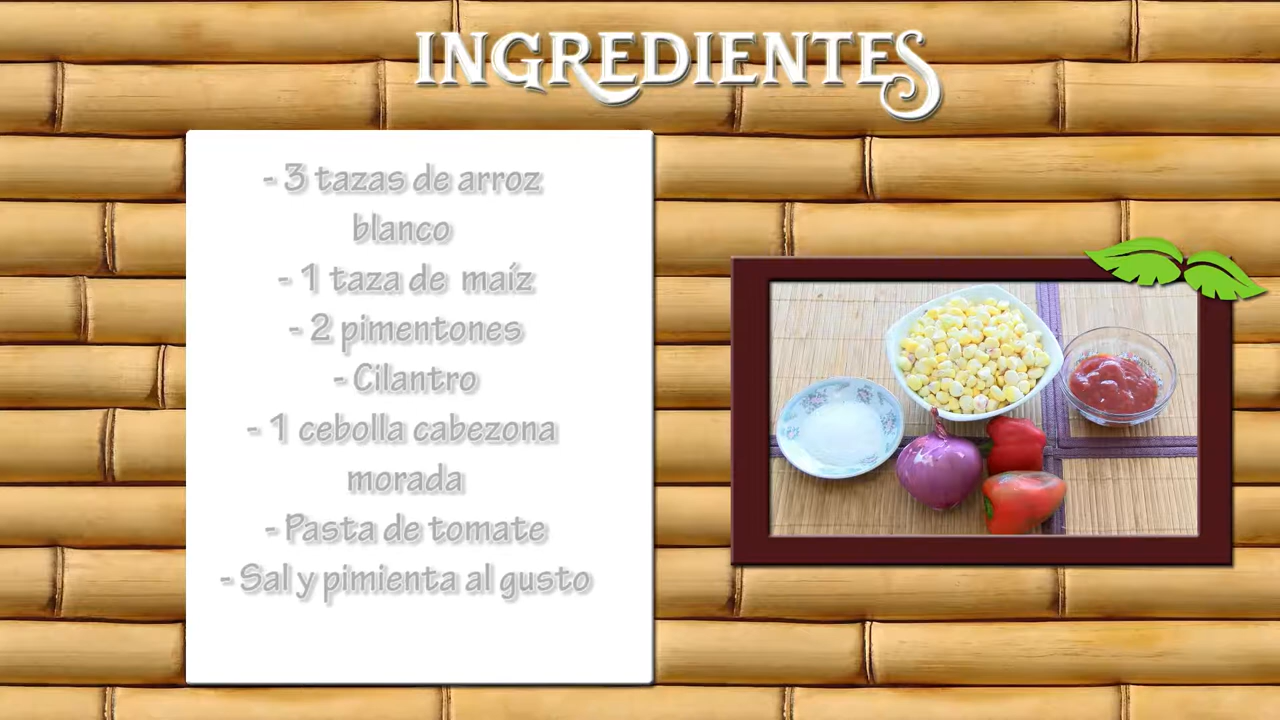 INGREDIENTES
- 3 tazas de arroz
blanco
- 1 taza de maíz
- 2 pimentones
- Cilantro
- 1 cebolla cabezona
morada
- Pasta de tomate
- Sal y pimienta al gusto